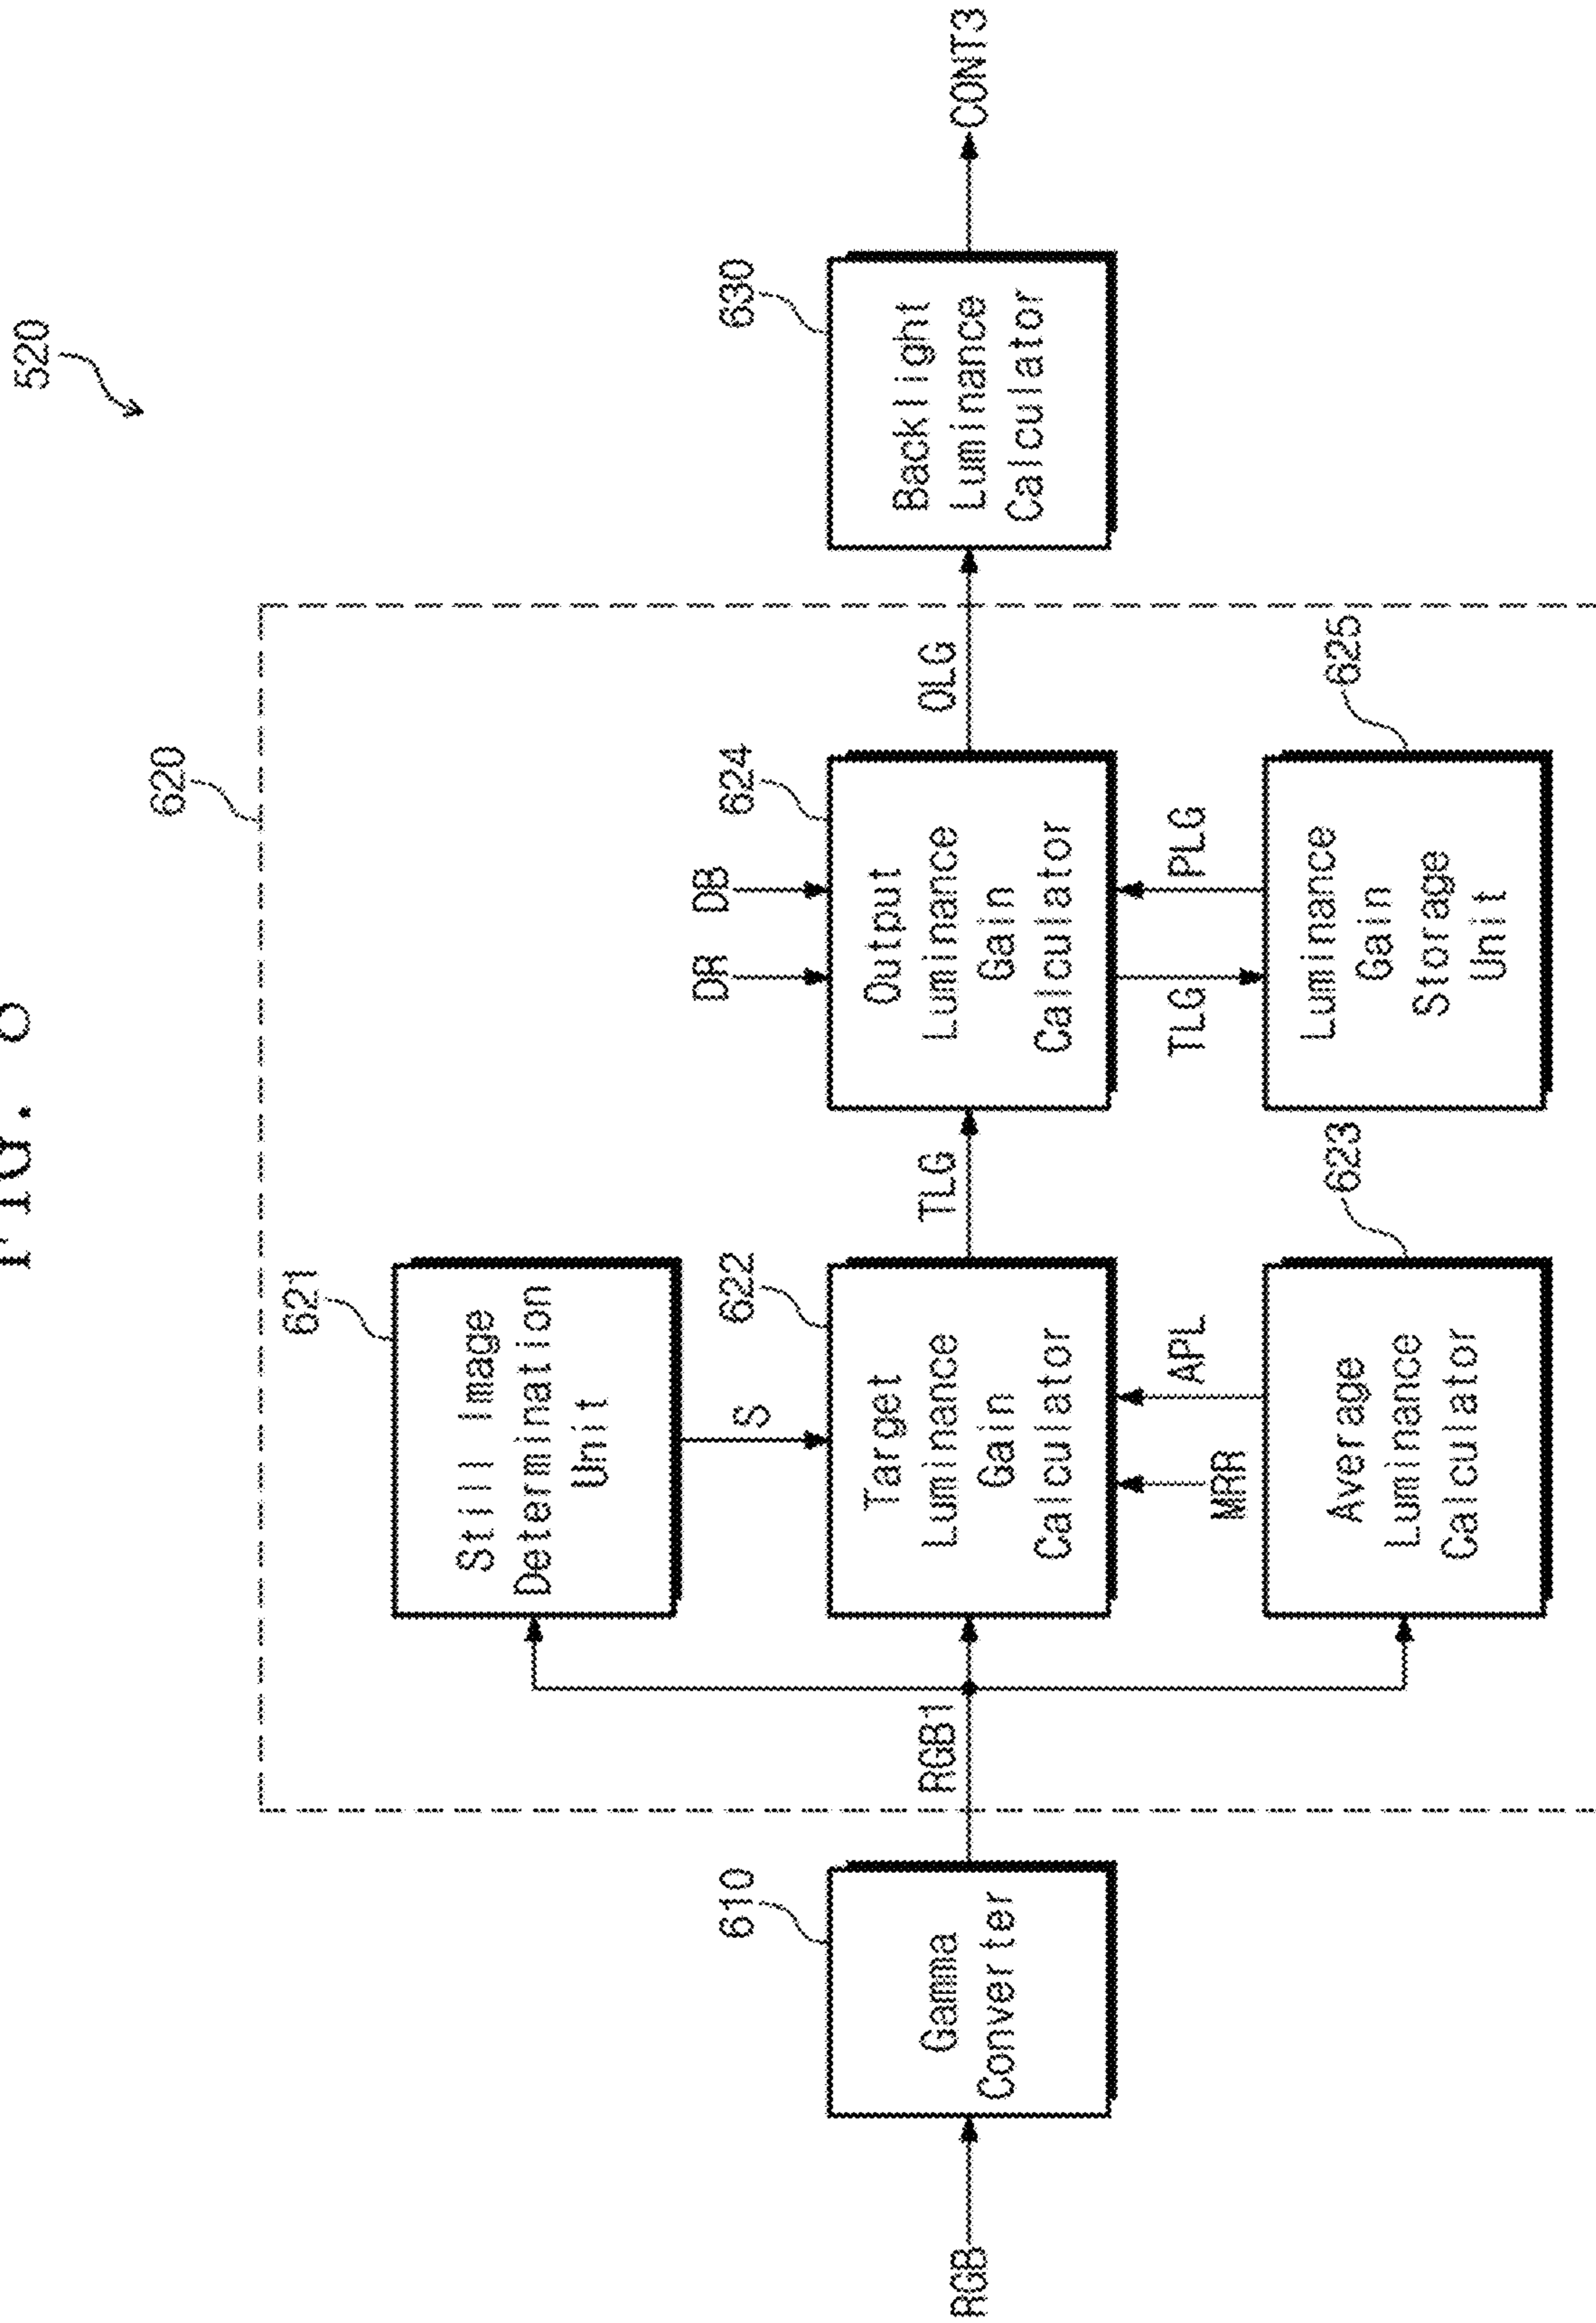 520
620
621
Still Image
Determination
Unit
S
DR
DB
610
Gamma
Converter
RGB
RGB1
622
Target
Luminance
Gain
Calculator
TLG
624
Output
Luminance
Gain
Calculator
OLG
630
Backlight
Luminance
Calculator
CONT3
MRR
APL
TLG
PLG
623
Average
Luminance
Calculator
625
Luminance
Gain
Storage
Unit